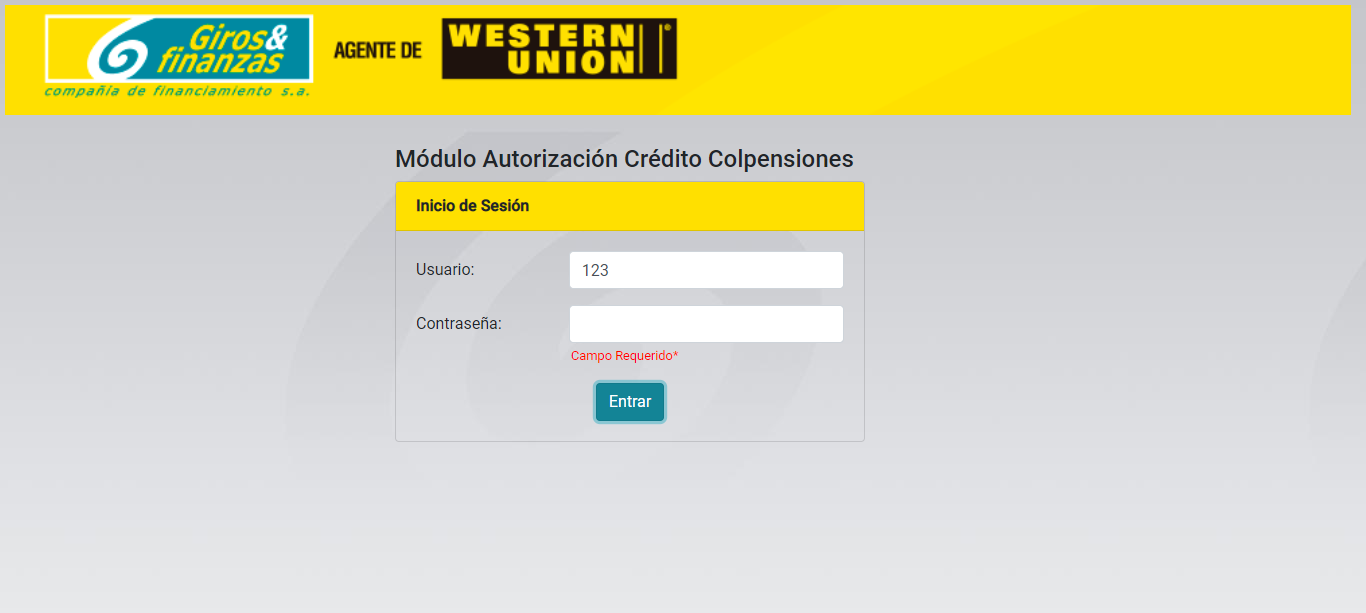 Giros&
finanzas
compañia de financiamiento s.a.
AGENTE DE
WESTERN
UNION
Módulo Autorización Crédito Colpensiones
Inicio de Sesión
Usuario:
123
Contraseña:
Campo Requerido*
Entrar